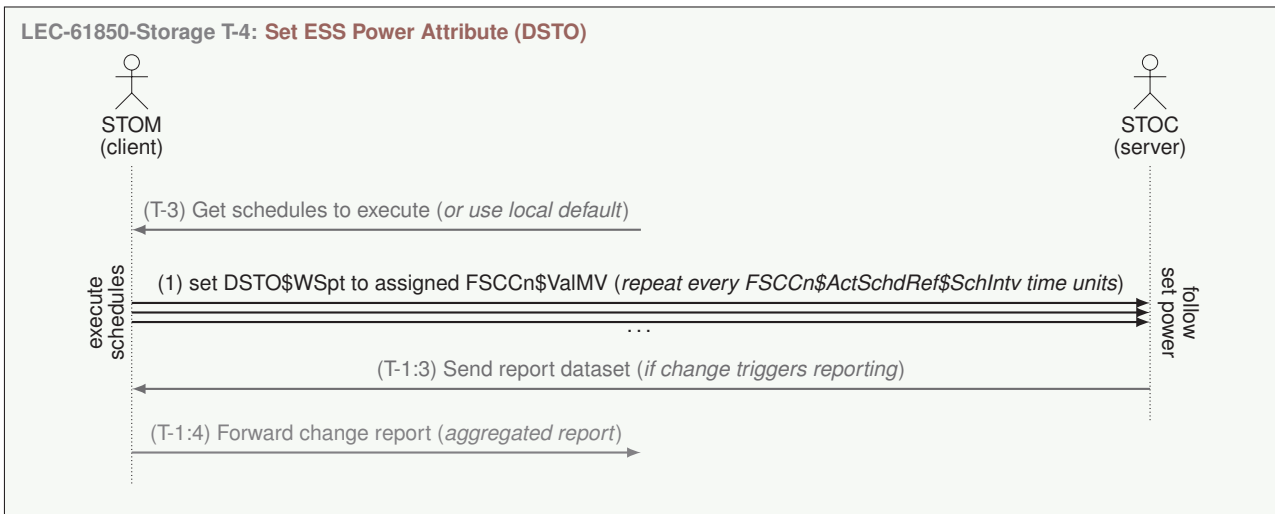 LEC-61850-Storage T-4: Set ESS Power Attribute (DSTO)
STOM
(client)
STOC
(server)
(T-3) Get schedules to execute (or use local default)
execute
schedules
(1) set DSTO$WSpt to assigned FSCCn$ValMV (repeat every FSCCn$ActSchdRef$SchIntv time units)
...
follow
set power
(T-1:3) Send report dataset (if change triggers reporting)
(T-1:4) Forward change report (aggregated report)